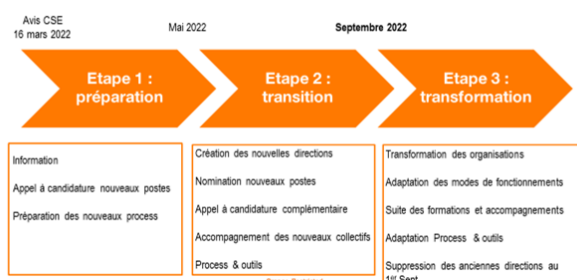 Avis CSE
16 mars 2022
Mai 2022
Septembre 2022
Etape 1 :
préparation
Etape 2 :
transition
Etape 3 :
transformation
Information
Appel à candidature nouveaux postes
Préparation des nouveaux process
Création des nouvelles directions
Nomination nouveaux postes
Appel à candidature complémentaire
Accompagnement des nouveaux collectifs
Process & outils
Transformation des organisations
Adaptation des modes de fonctionnements
Suite des formations et accompagnements
Adaptation Process & outils
Suppression des anciennes directions au
1er Sept